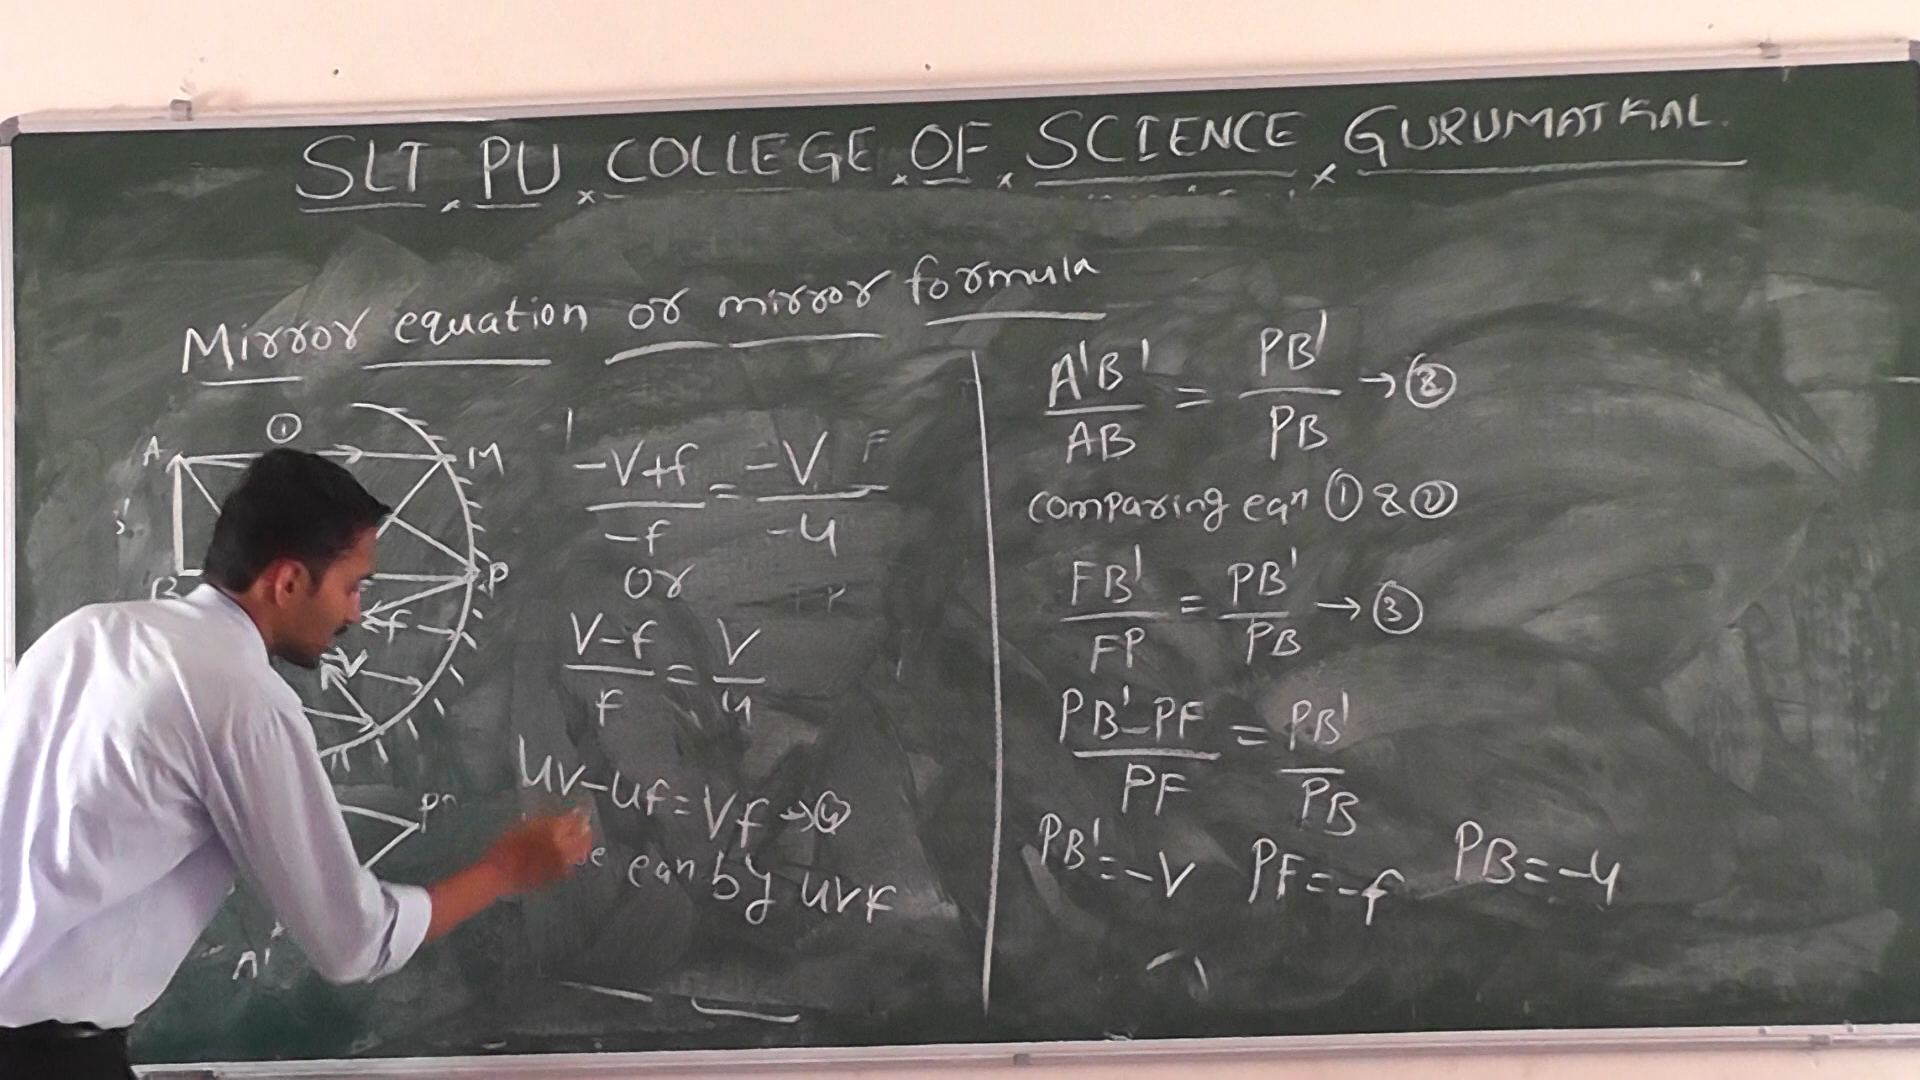 SLT PU COLLEGE OF SCIENCE GURUMATKAL.
Mirror equation or mirror formula
①
A M
B P
f
V
P
A'
-V+f / -f = -V / -u
or
V-f / f = V / u
uv-uf=vf →④
eqn by uvf
A'B' / AB = PB' / PB →②
comparing eqn ① & ②
FB' / FP = PB' / PB →③
PB'-PF / PF = PB' / PB
PB'=-v PF=-f PB=-u